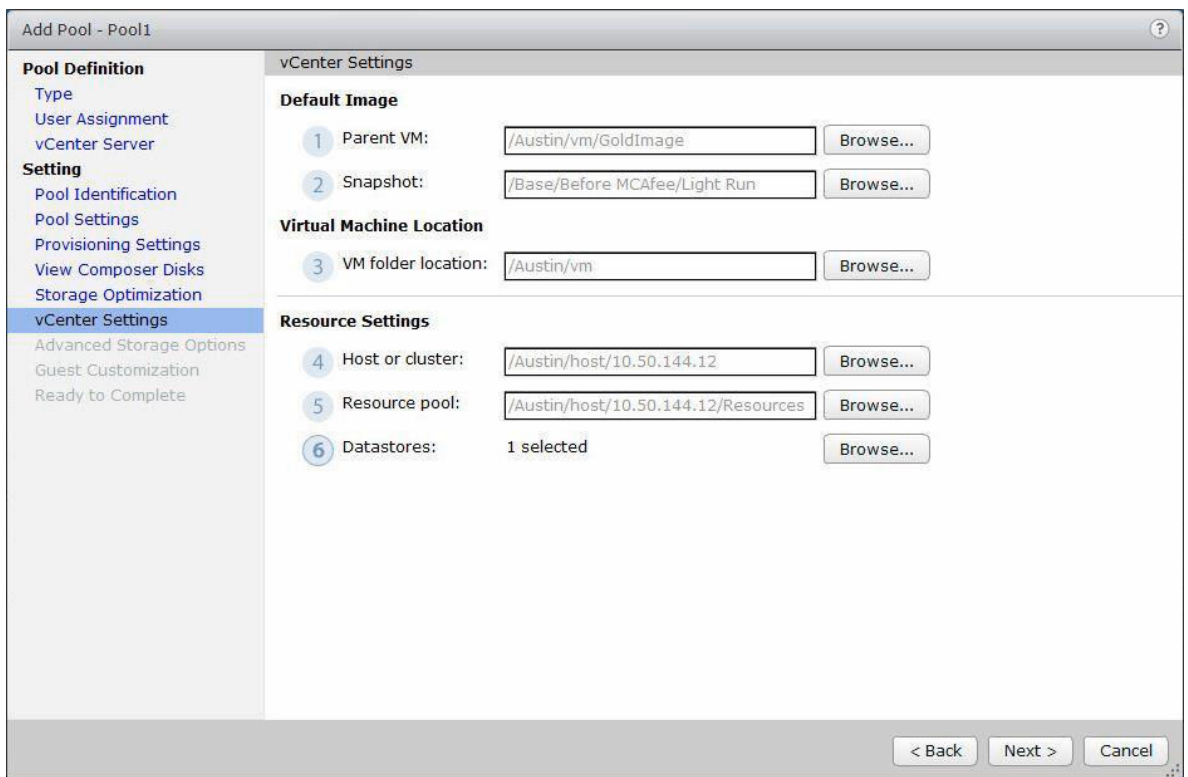 Add Pool - Pool1
?
Pool Definition
Type
User Assignment
vCenter Server
Setting
Pool Identification
Pool Settings
Provisioning Settings
View Composer Disks
Storage Optimization
vCenter Settings
Advanced Storage Options
Guest Customization
Ready to Complete
vCenter Settings
Default Image
1 Parent VM: /Austin/vm/GoldImage Browse...
2 Snapshot: /Base/Before MCAfee/Light Run Browse...
Virtual Machine Location
3 VM folder location: /Austin/vm Browse...
Resource Settings
4 Host or cluster: /Austin/host/10.50.144.12 Browse...
5 Resource pool: /Austin/host/10.50.144.12/Resources Browse...
6 Datastores: 1 selected Browse...
< Back Next > Cancel